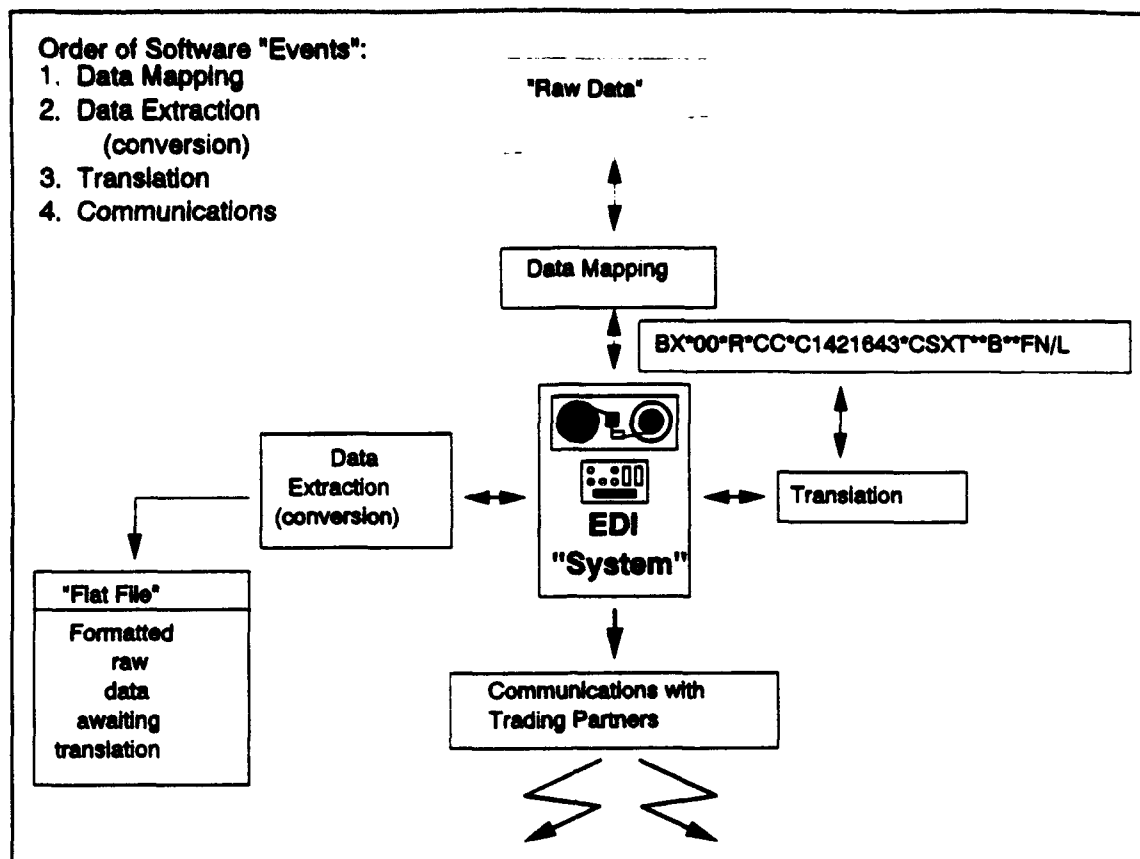 Order of Software "Events":
1. Data Mapping
2. Data Extraction
(conversion)
3. Translation
4. Communications
"Raw Data"
Data Mapping
BX*00*R*CC*C1421643*CSXT**B**FN/L
Data
Extraction
(conversion)
EDI
"System"
Translation
"Flat File"
Formatted
raw
data
awaiting
translation
Communications with
Trading Partners